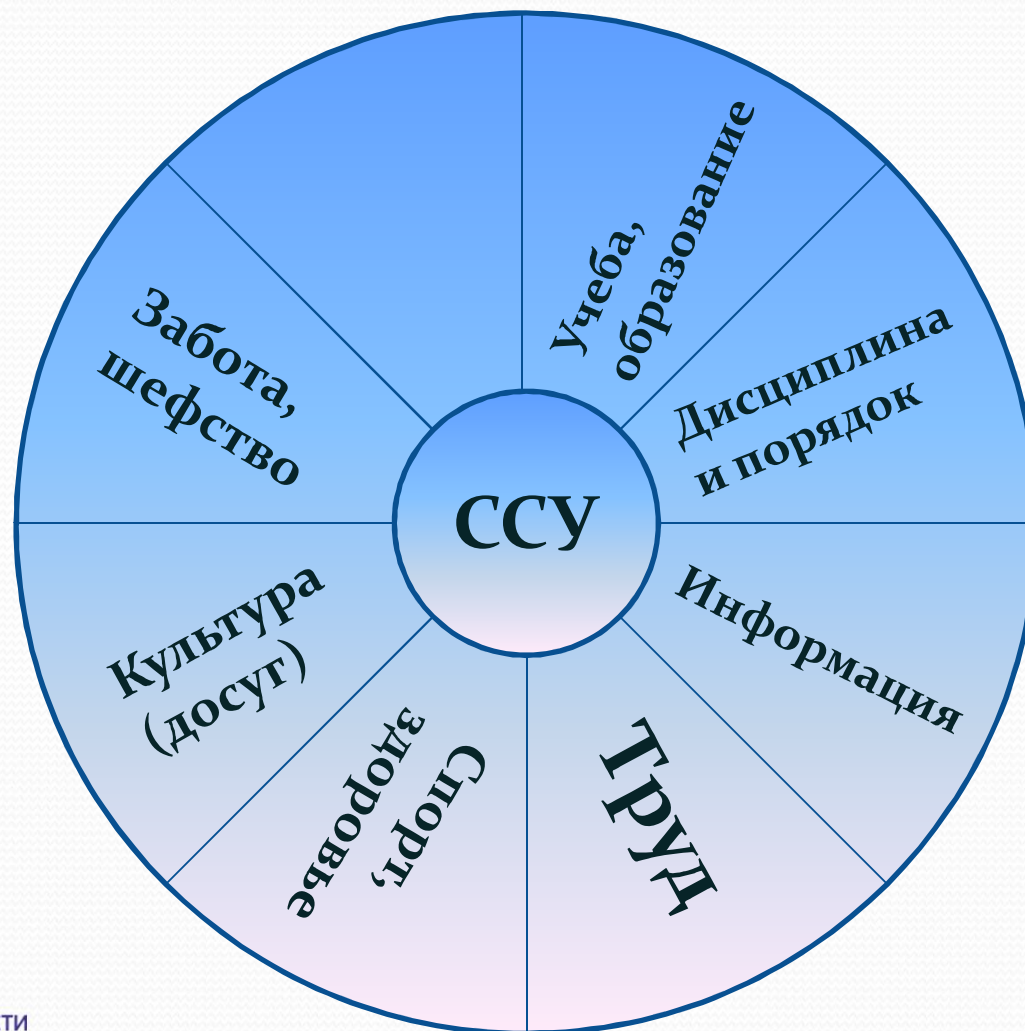 Учеба,
образование
Дисциплина
и порядок
Информация
Труд
Спорт,
здоровье
Культура
(досуг)
Забота,
шефство
ССУ